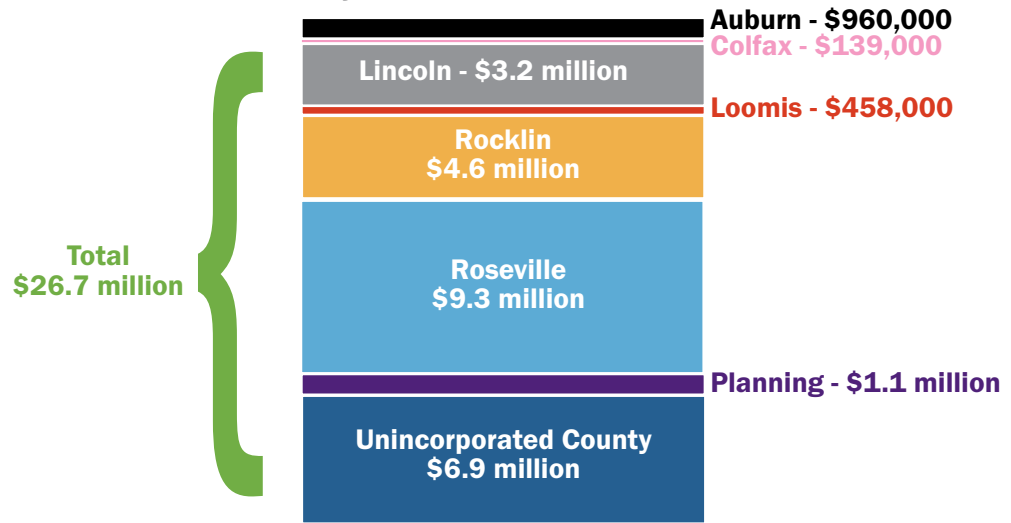 Auburn - $960,000
Colfax - $139,000
Lincoln - $3.2 million
Loomis - $458,000
Rocklin
$4.6 million
Total
$26.7 million
Roseville
$9.3 million
Planning - $1.1 million
Unincorporated County
$6.9 million